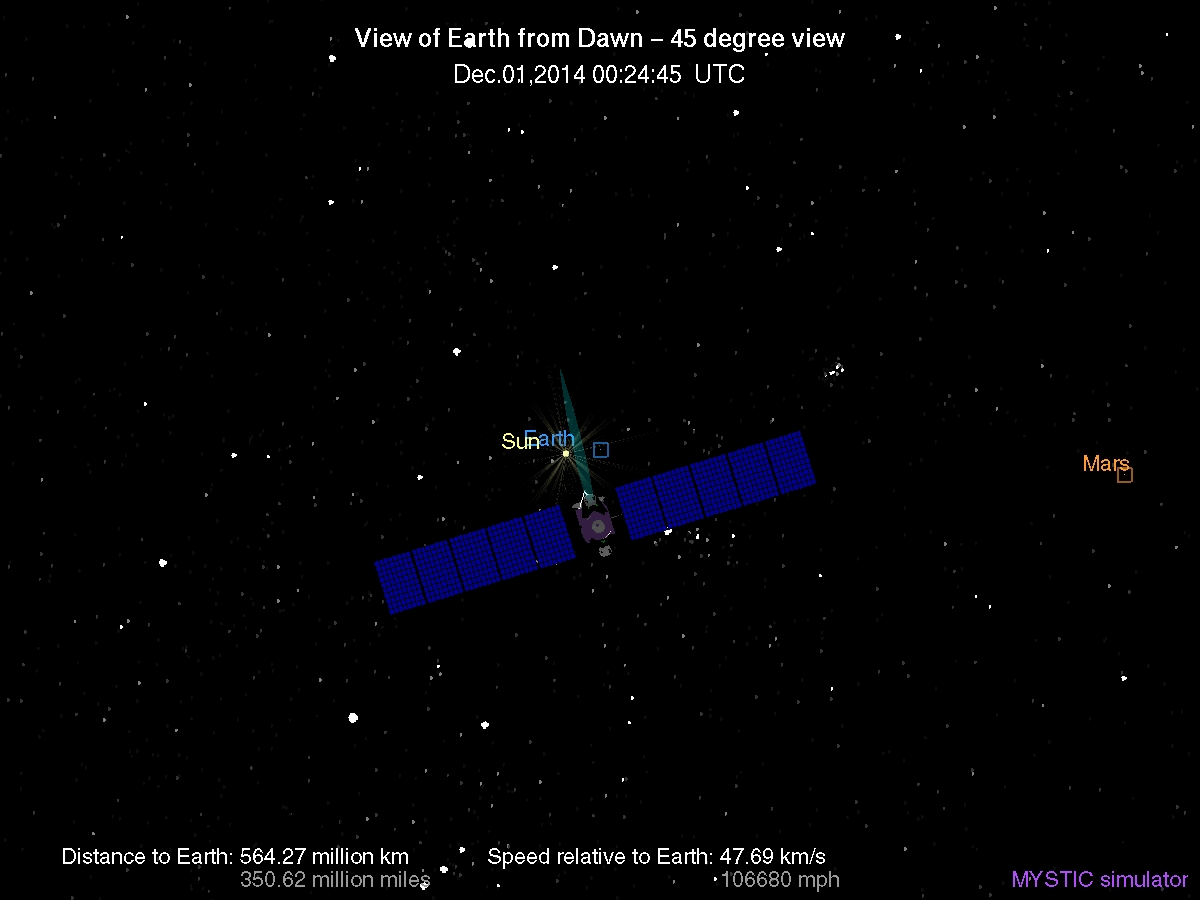 View of Earth from Dawn – 45 degree view
Dec.01,2014 00:24:45 UTC
Sun
Earth
Mars
Distance to Earth: 564.27 million km
350.62 million miles
Speed relative to Earth: 47.69 km/s
106680 mph
MYSTIC simulator